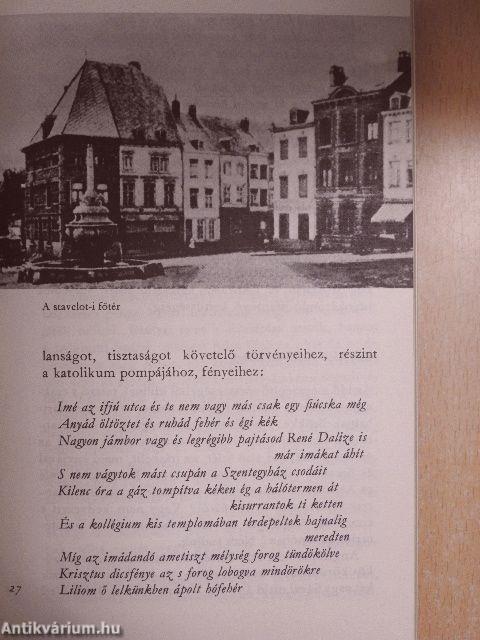 A stavelot-i főtér
lanságot, tisztaságot követelő törvényeihez, részint
a katolikum pompájához, fényeihez:
Imé az ifjú utca és te nem vagy más csak egy fiúcska még
Anyád öltöztet és ruhád fehér és égi kék
Nagyon jámbor vagy és legrégibb pajtásod René Dalize is
már imákat áhít
S nem vágytok mást csupán a Szentegyház csodáit
Kilenc óra a gáz tompítva kéken ég a hálótermen át
kisurrantok ti ketten
És a kollégium kis templomában térdepeltek hajnalig
meredten
Míg az imádandó ametiszt mélység forog tündökölve
Krisztus dicsfénye az s forog lobogva mindörökre
Liliom ő lelkünkben ápolt hófehér
27
Antikvárium.hu